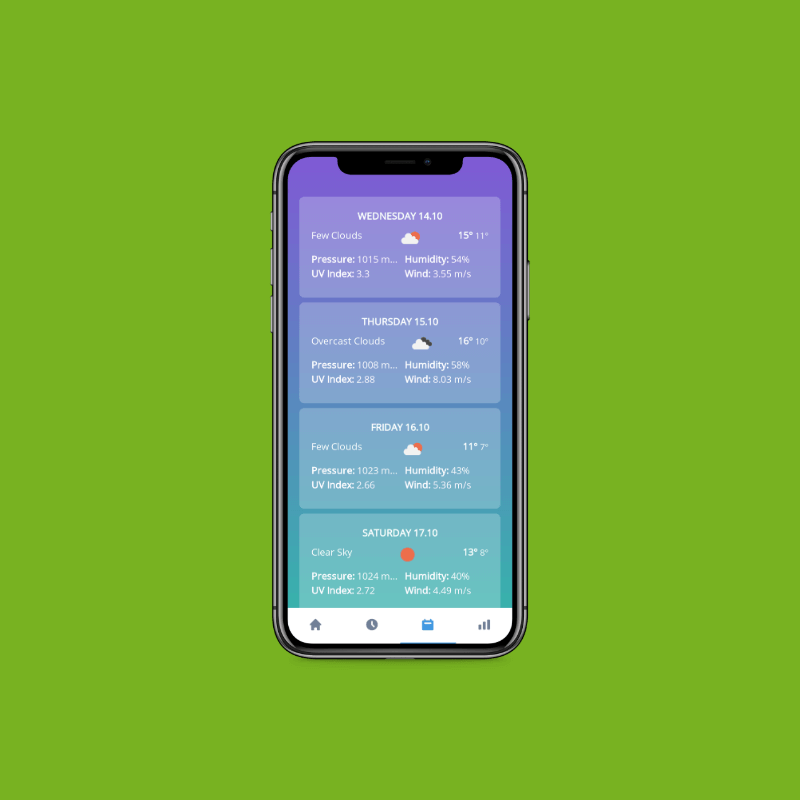 WEDNESDAY 14.10
Few Clouds 15° 11°
Pressure: 1015 m... Humidity: 54%
UV Index: 3.3 Wind: 3.55 m/s
THURSDAY 15.10
Overcast Clouds 16° 10°
Pressure: 1008 m... Humidity: 58%
UV Index: 2.88 Wind: 8.03 m/s
FRIDAY 16.10
Few Clouds 11° 7°
Pressure: 1023 m... Humidity: 43%
UV Index: 2.66 Wind: 5.36 m/s
SATURDAY 17.10
Clear Sky 13° 8°
Pressure: 1024 m... Humidity: 40%
UV Index: 2.72 Wind: 4.49 m/s